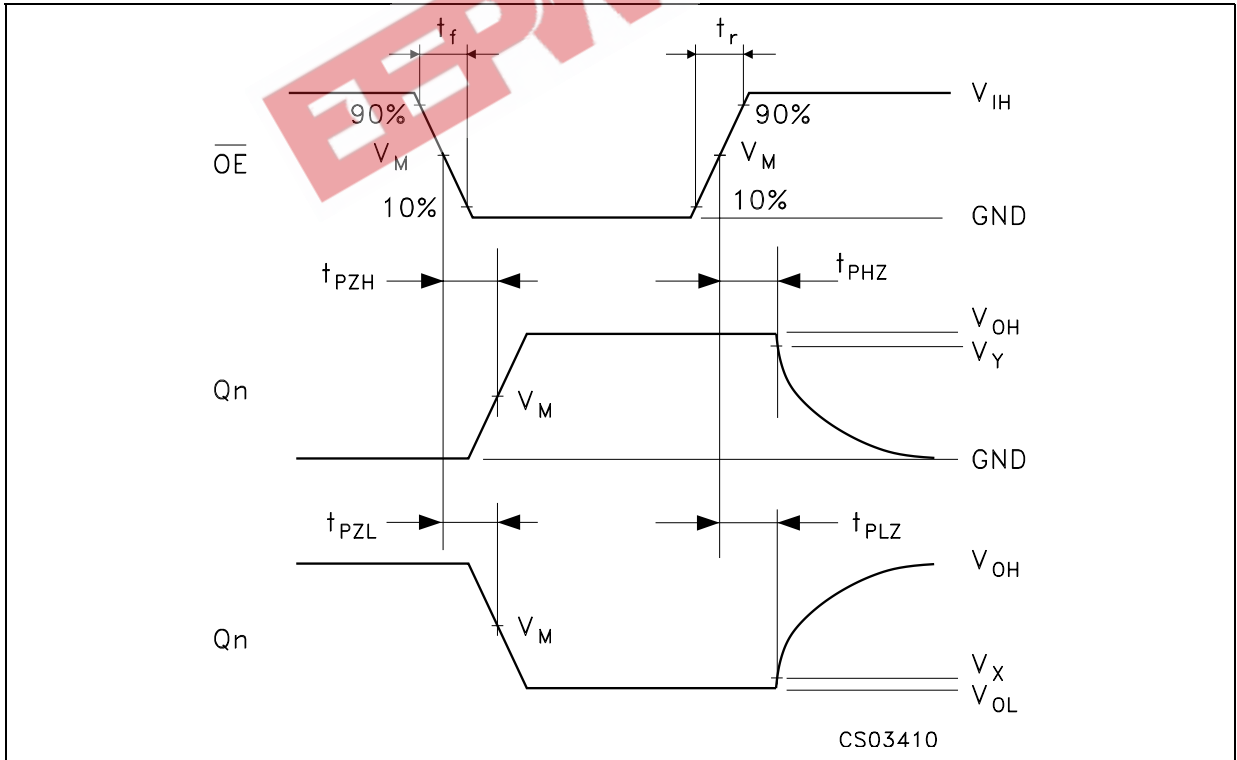 EEPW
t_f t_r
90% 90% V_IH
O̅E̅ V_M V_M
10% 10% GND
t_PZH t_PHZ
V_OH
V_Y
Qn V_M
GND
t_PZL t_PLZ
V_OH
Qn V_M
V_X
V_OL
CS03410